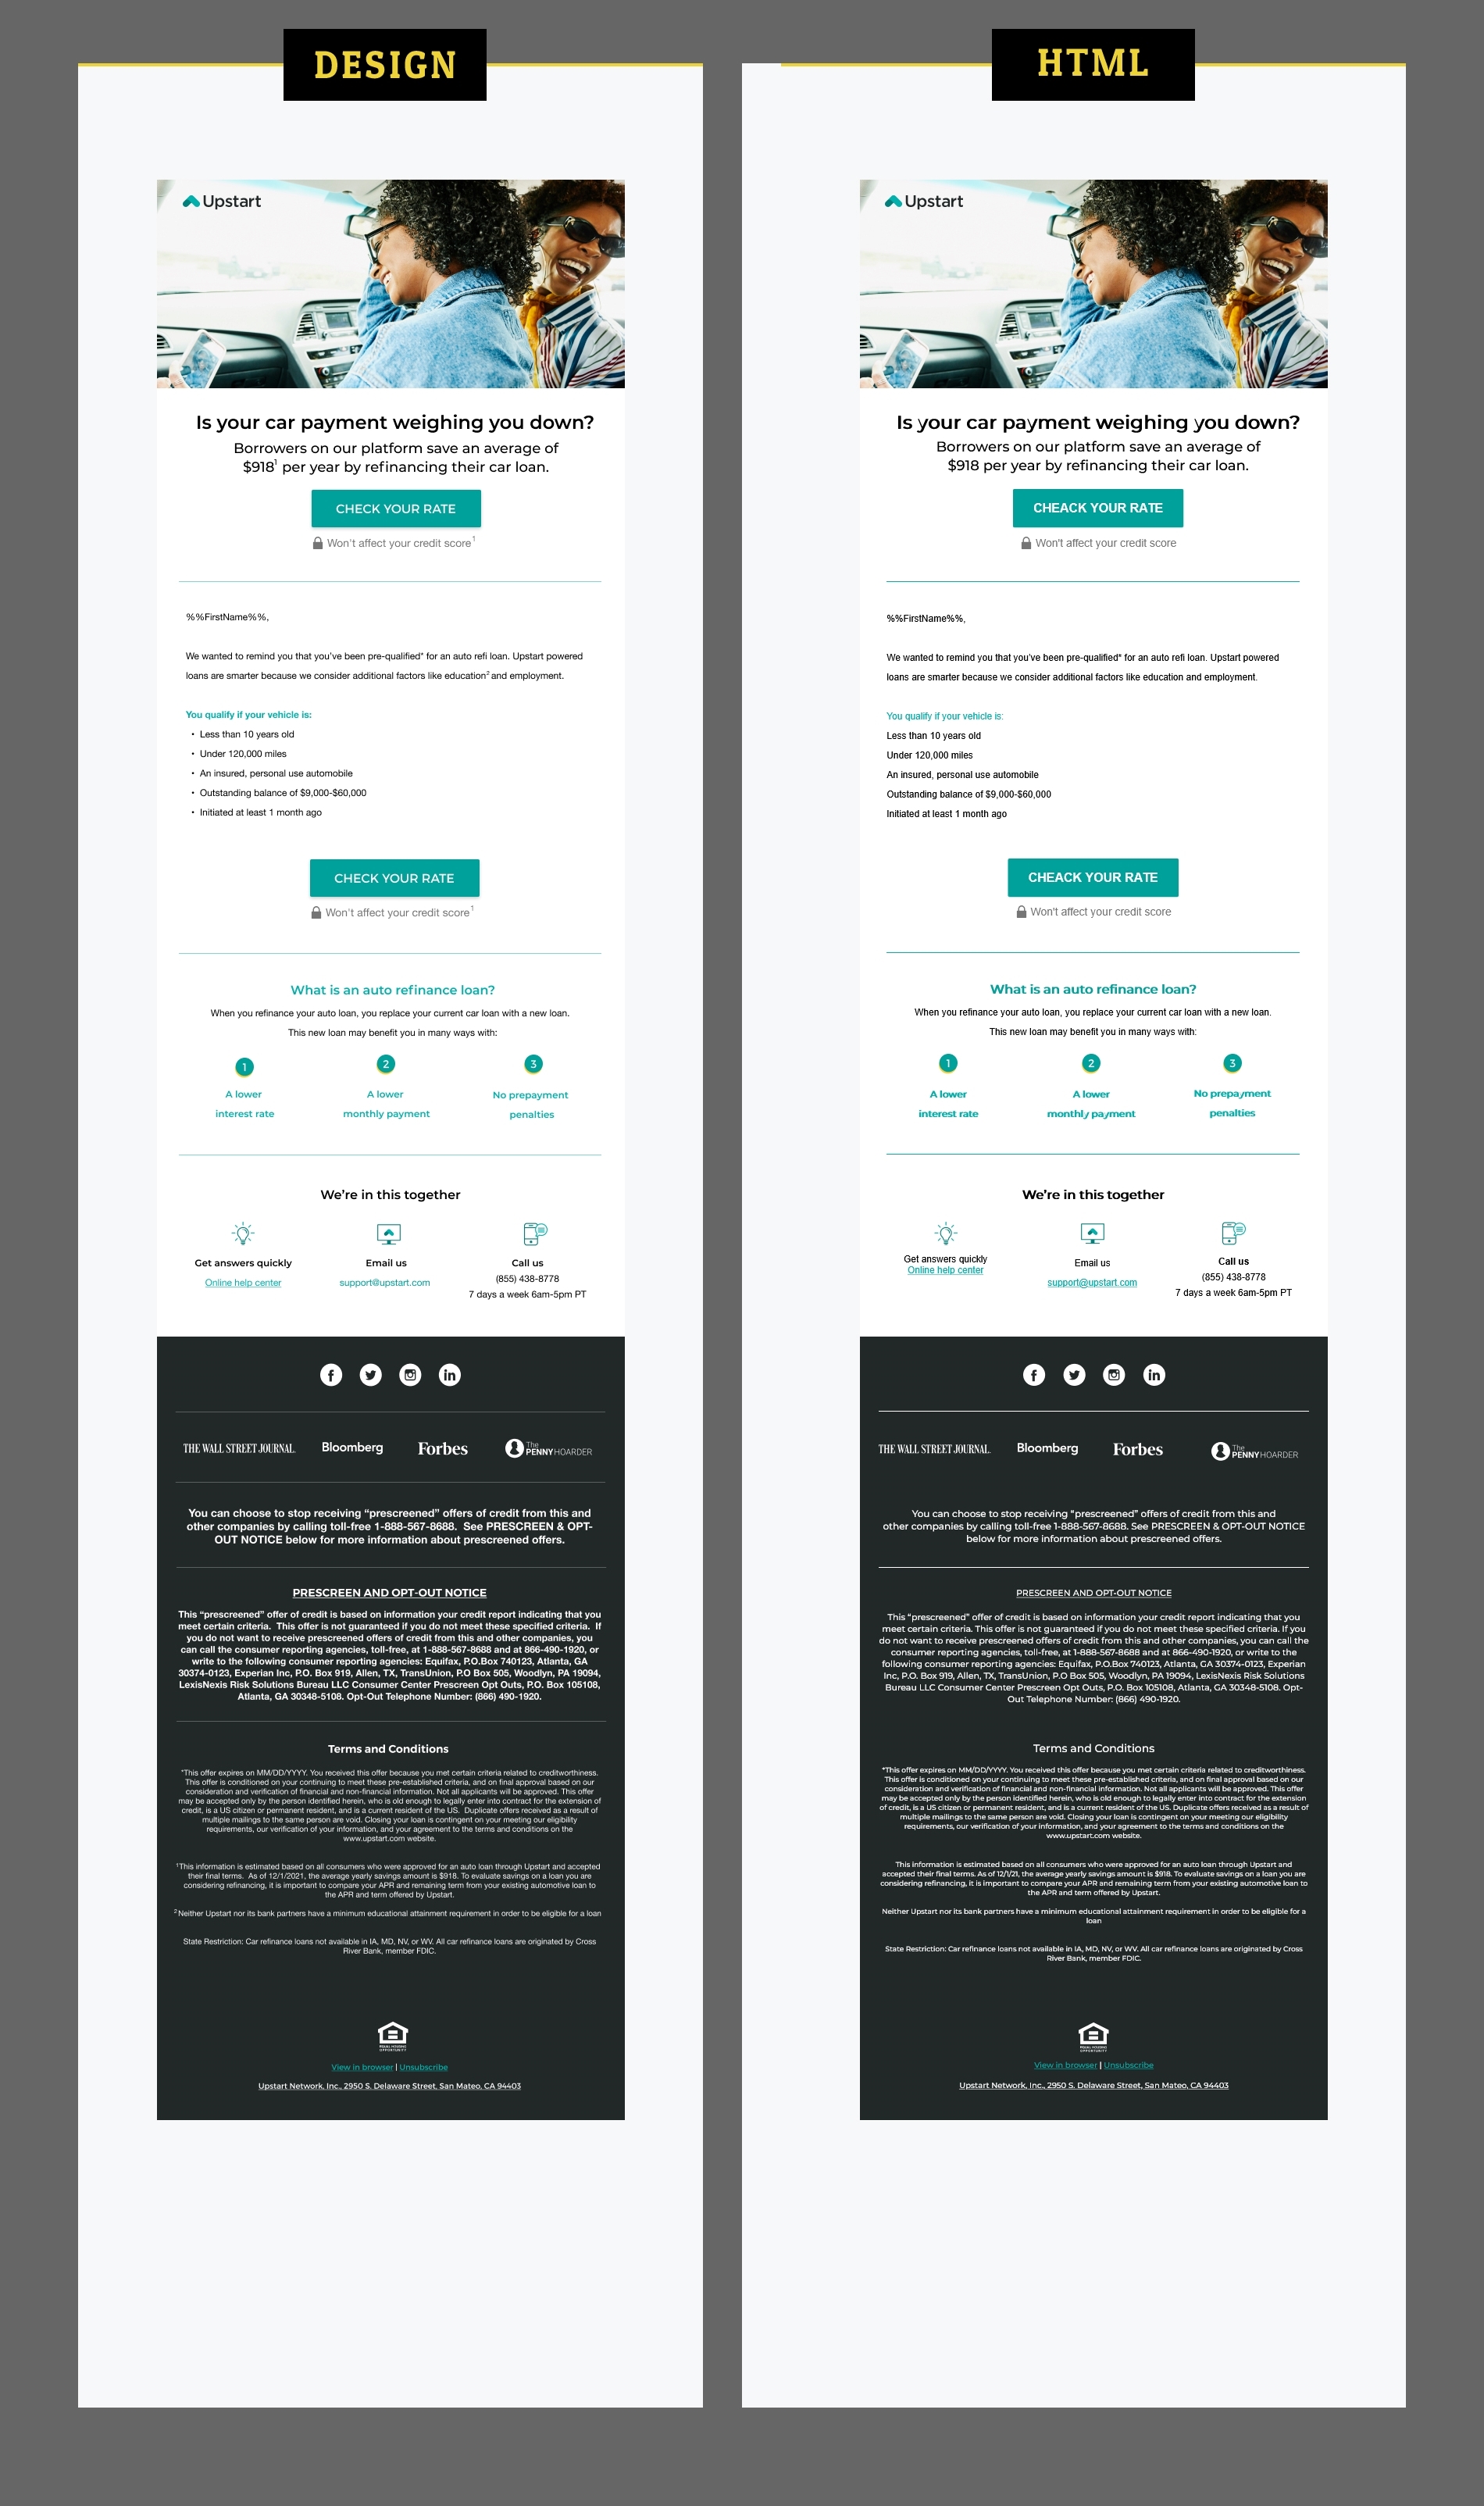 DESIGN
Upstart
Is your car payment weighing you down?
Borrowers on our platform save an average of
$918¹ per year by refinancing their car loan.
CHECK YOUR RATE
Won't affect your credit score¹
%%FirstName%%,
We wanted to remind you that you've been pre-qualified* for an auto refi loan. Upstart powered
loans are smarter because we consider additional factors like education² and employment.
You qualify if your vehicle is:
• Less than 10 years old
• Under 120,000 miles
• An insured, personal use automobile
• Outstanding balance of $9,000-$60,000
• Initiated at least 1 month ago
CHECK YOUR RATE
Won't affect your credit score¹
What is an auto refinance loan?
When you refinance your auto loan, you replace your current car loan with a new loan.
This new loan may benefit you in many ways with:
1 2 3
A lower A lower No prepayment
interest rate monthly payment penalties
We're in this together
Get answers quickly Email us Call us
Online help center support@upstart.com (855) 438-8778
7 days a week 6am-5pm PT
THE WALL STREET JOURNAL. Bloomberg Forbes The PENNY HOARDER
You can choose to stop receiving “prescreened” offers of credit from this and
other companies by calling toll-free 1-888-567-8688. See PRESCREEN & OPT-
OUT NOTICE below for more information about prescreened offers.
PRESCREEN AND OPT-OUT NOTICE
This “prescreened” offer of credit is based on information your credit report indicating that you
meet certain criteria. This offer is not guaranteed if you do not meet these specified criteria. If
you do not want to receive prescreened offers of credit from this and other companies, you
can call the consumer reporting agencies, toll-free, at 1-888-567-8688 and at 866-490-1920, or
write to the following consumer reporting agencies: Equifax, P.O.Box 740123, Atlanta, GA
30374-0123, Experian Inc, P.O. Box 919, Allen, TX, TransUnion, P.O Box 505, Woodlyn, PA 19094,
LexisNexis Risk Solutions Bureau LLC Consumer Center Prescreen Opt Outs, P.O. Box 105108,
Atlanta, GA 30348-5108. Opt-Out Telephone Number: (866) 490-1920.
Terms and Conditions
*This offer expires on MM/DD/YYYY. You received this offer because you met certain criteria related to creditworthiness.
This offer is conditioned on your continuing to meet these pre-established criteria, and on final approval based on our
consideration and verification of financial and non-financial information. Not all applicants will be approved. This offer
may be accepted only by the person identified herein, who is old enough to legally enter into contract for the extension of
credit, is a US citizen or permanent resident, and is a current resident of the US. Duplicate offers received as a result of
multiple mailings to the same person are void. Closing your loan is contingent on your meeting our eligibility
requirements, our verification of your information, and your agreement to the terms and conditions on the
www.upstart.com website.
¹This information is estimated based on all consumers who were approved for an auto loan through Upstart and accepted
their final terms. As of 12/1/2021, the average yearly savings amount is $918. To evaluate savings on a loan you are
considering refinancing, it is important to compare your APR and remaining term from your existing automotive loan to
the APR and term offered by Upstart.
² Neither Upstart nor its bank partners have a minimum educational attainment requirement in order to be eligible for a loan
State Restriction: Car refinance loans not available in IA, MD, NV, or WV. All car refinance loans are originated by Cross
River Bank, member FDIC.
EQUAL HOUSING
OPPORTUNITY
View in browser | Unsubscribe
Upstart Network, Inc., 2950 S. Delaware Street, San Mateo, CA 94403
HTML
Upstart
Is your car payment weighing you down?
Borrowers on our platform save an average of
$918 per year by refinancing their car loan.
CHEACK YOUR RATE
Won't affect your credit score
%%FirstName%%,
We wanted to remind you that you've been pre-qualified* for an auto refi loan. Upstart powered
loans are smarter because we consider additional factors like education and employment.
You qualify if your vehicle is:
Less than 10 years old
Under 120,000 miles
An insured, personal use automobile
Outstanding balance of $9,000-$60,000
Initiated at least 1 month ago
CHEACK YOUR RATE
Won't affect your credit score
What is an auto refinance loan?
When you refinance your auto loan, you replace your current car loan with a new loan.
This new loan may benefit you in many ways with:
1 2 3
A lower A lower No prepayment
interest rate monthly payment penalties
We're in this together
Get answers quickly Email us Call us
Online help center support@upstart.com (855) 438-8778
7 days a week 6am-5pm PT
THE WALL STREET JOURNAL. Bloomberg Forbes The PENNY HOARDER
You can choose to stop receiving “prescreened” offers of credit from this and
other companies by calling toll-free 1-888-567-8688. See PRESCREEN & OPT-OUT NOTICE
below for more information about prescreened offers.
PRESCREEN AND OPT-OUT NOTICE
This “prescreened” offer of credit is based on information your credit report indicating that you
meet certain criteria. This offer is not guaranteed if you do not meet these specified criteria. If you
do not want to receive prescreened offers of credit from this and other companies, you can call the
consumer reporting agencies, toll-free, at 1-888-567-8688 and at 866-490-1920, or write to the
following consumer reporting agencies: Equifax, P.O.Box 740123, Atlanta, GA 30374-0123, Experian
Inc, P.O. Box 919, Allen, TX, TransUnion, P.O Box 505, Woodlyn, PA 19094, LexisNexis Risk Solutions
Bureau LLC Consumer Center Prescreen Opt Outs, P.O. Box 105108, Atlanta, GA 30348-5108. Opt-
Out Telephone Number: (866) 490-1920.
Terms and Conditions
*This offer expires on MM/DD/YYYY. You received this offer because you met certain criteria related to creditworthiness.
This offer is conditioned on your continuing to meet these pre-established criteria, and on final approval based on our
consideration and verification of financial and non-financial information. Not all applicants will be approved. This offer
may be accepted only by the person identified herein, who is old enough to legally enter into contract for the extension
of credit, is a US citizen or permanent resident, and is a current resident of the US. Duplicate offers received as a result of
multiple mailings to the same person are void. Closing your loan is contingent on your meeting our eligibility
requirements, our verification of your information, and your agreement to the terms and conditions on the
www.upstart.com website.
This information is estimated based on all consumers who were approved for an auto loan through Upstart and
accepted their final terms. As of 12/1/21, the average yearly savings amount is $918. To evaluate savings on a loan you are
considering refinancing, it is important to compare your APR and remaining term from your existing automotive loan to
the APR and term offered by Upstart.
Neither Upstart nor its bank partners have a minimum educational attainment requirement in order to be eligible for a
loan
State Restriction: Car refinance loans not available in IA, MD, NV, or WV. All car refinance loans are originated by Cross
River Bank, member FDIC.
EQUAL HOUSING
OPPORTUNITY
View in browser | Unsubscribe
Upstart Network, Inc., 2950 S. Delaware Street, San Mateo, CA 94403